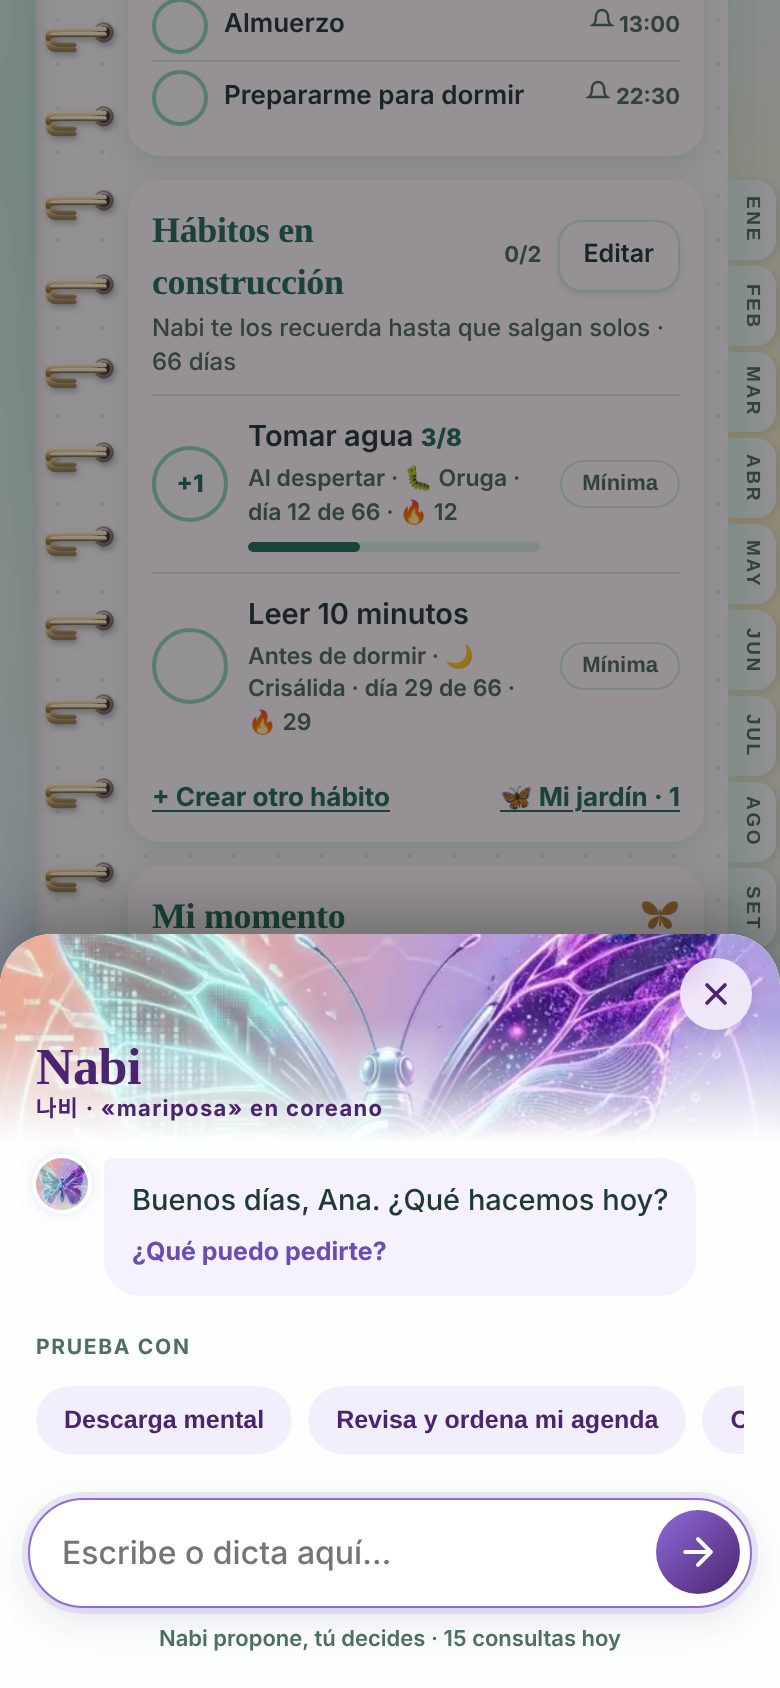 Almuerzo 13:00
Prepararme para dormir 22:30
Hábitos en
construcción
0/2 Editar
Nabi te los recuerda hasta que salgan solos ·
66 días
Tomar agua 3/8
+1
Al despertar · 🐛 Oruga ·
día 12 de 66 · 🔥 12
Mínima
Leer 10 minutos
Antes de dormir · 🌙
Crisálida · día 29 de 66 ·
🔥 29
Mínima
+ Crear otro hábito 🦋 Mi jardín · 1
Mi momento
ENE
FEB
MAR
ABR
MAY
JUN
JUL
AGO
SET
Nabi
나비 · «mariposa» en coreano
Buenos días, Ana. ¿Qué hacemos hoy?
¿Qué puedo pedirte?
PRUEBA CON
Descarga mental Revisa y ordena mi agenda
Escribe o dicta aquí...
Nabi propone, tú decides · 15 consultas hoy